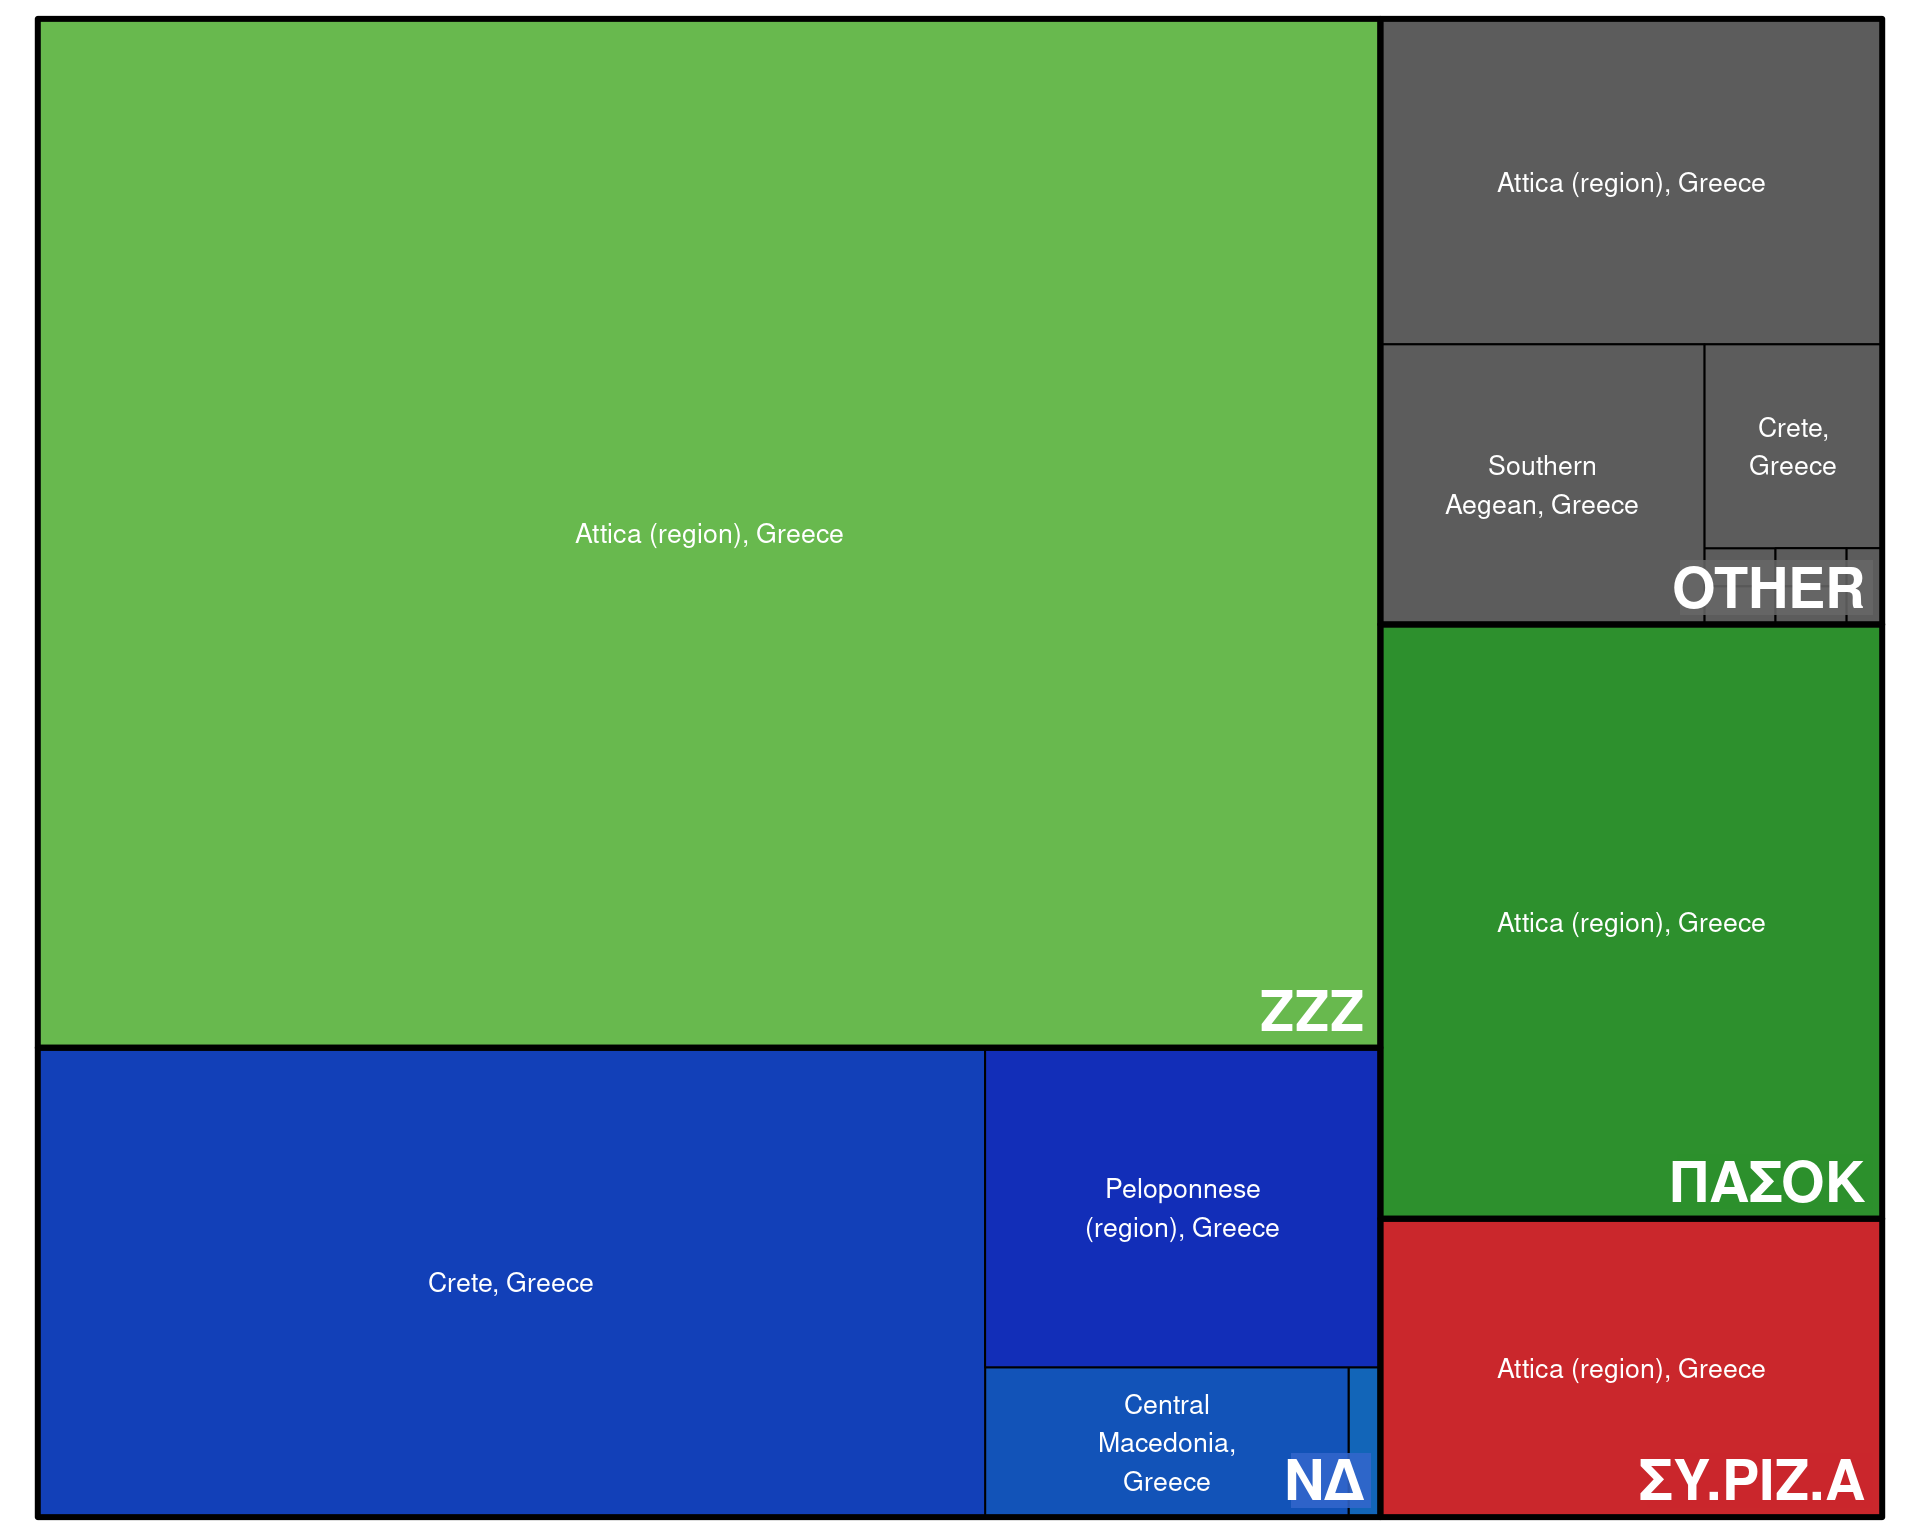 Attica (region), Greece
ZZZ
Crete, Greece
Peloponnese
(region), Greece
Central
Macedonia,
Greece
ΝΔ
Attica (region), Greece
Southern
Aegean, Greece
Crete,
Greece
OTHER
Attica (region), Greece
ΠΑΣΟΚ
Attica (region), Greece
ΣΥ.ΡΙΖ.Α